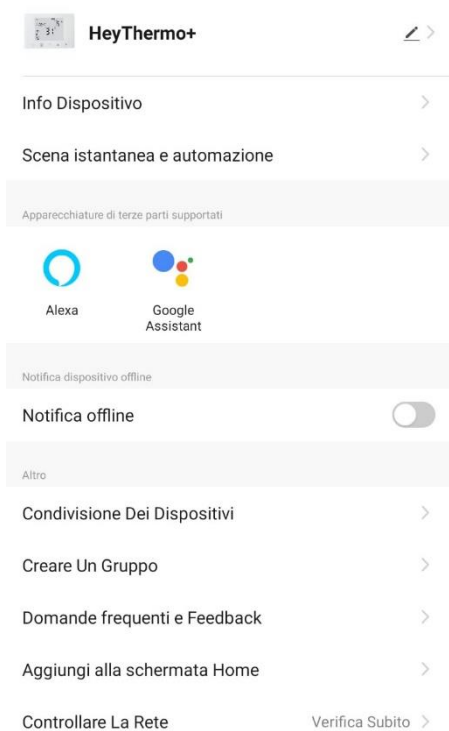 HeyThermo+
Info Dispositivo
Scena istantanea e automazione
Apparecchiature di terze parti supportati
Alexa
Google
Assistant
Notifica dispositivo offline
Notifica offline
Altro
Condivisione Dei Dispositivi
Creare Un Gruppo
Domande frequenti e Feedback
Aggiungi alla schermata Home
Controllare La Rete Verifica Subito